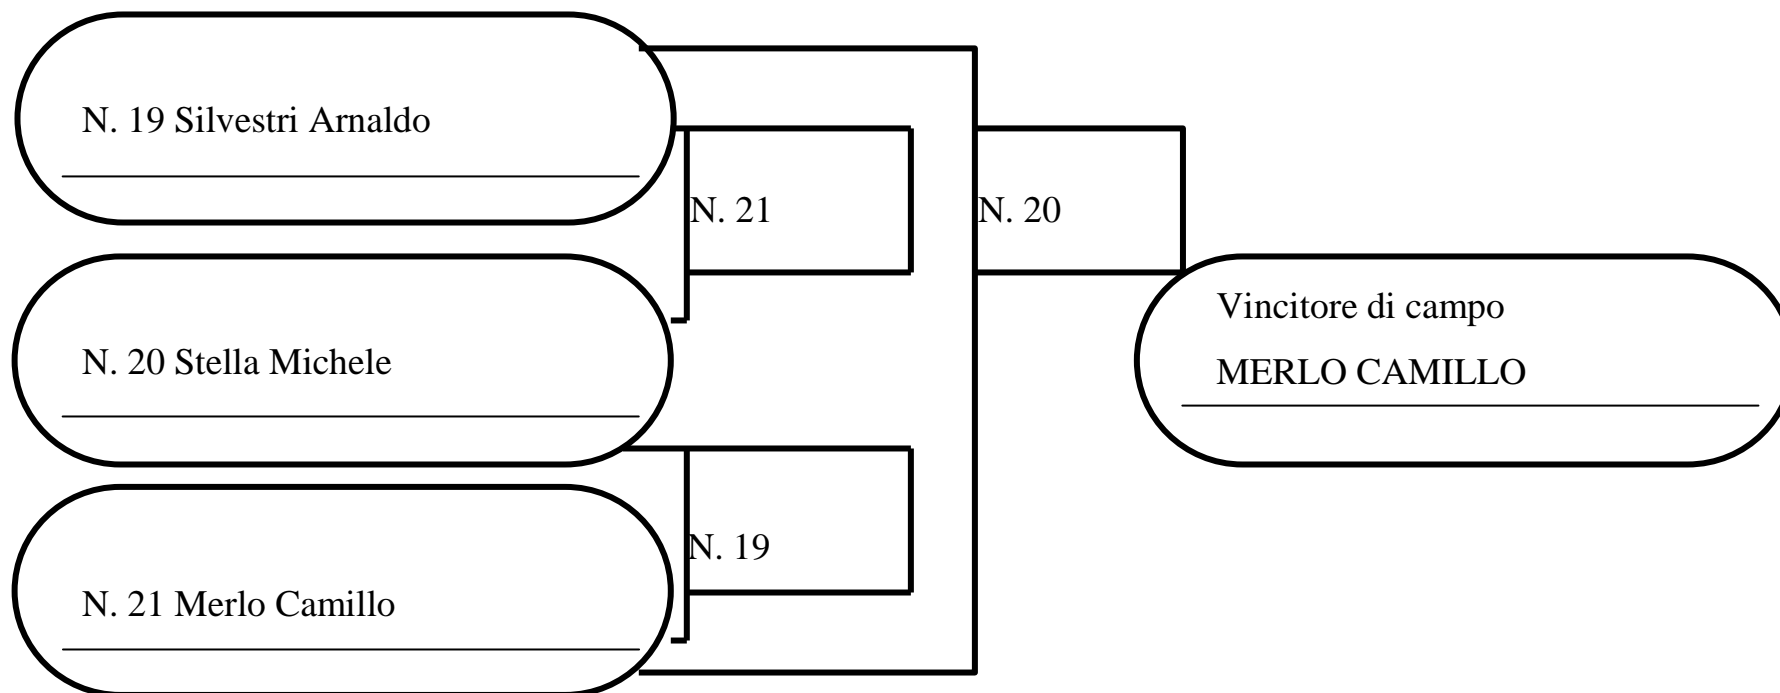 N. 19 Silvestri Arnaldo
N. 21
N. 20
N. 20 Stella Michele
Vincitore di campo
MERLO CAMILLO
N. 19
N. 21 Merlo Camillo